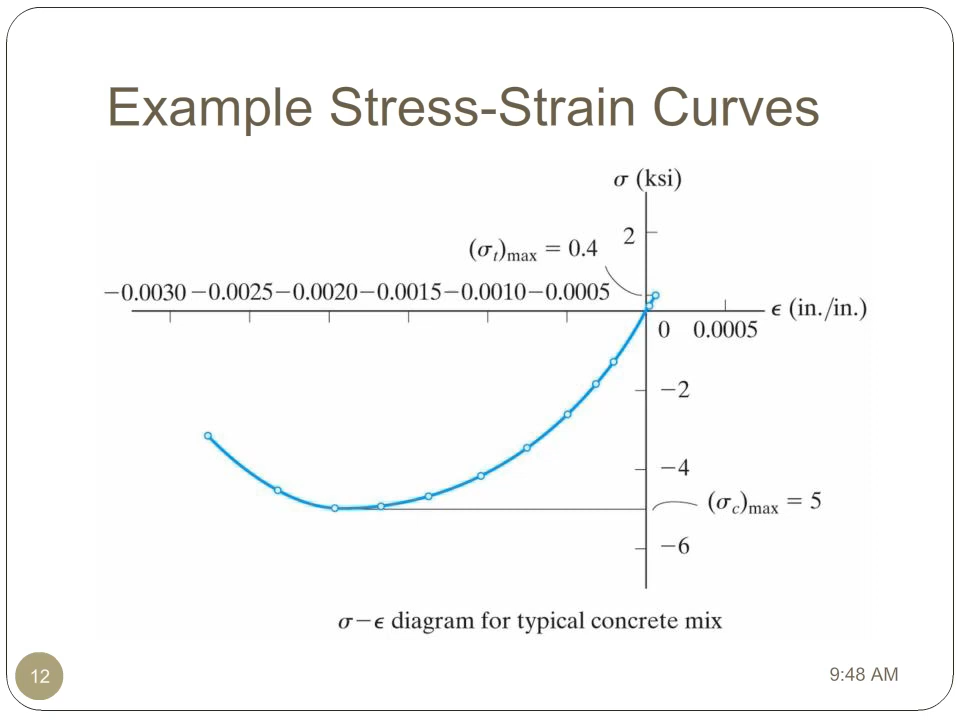 Example Stress-Strain Curves
σ (ksi)
2
(σₜ)max = 0.4
−0.0030 −0.0025 −0.0020 −0.0015 −0.0010 −0.0005
ϵ (in./in.)
0 0.0005
−2
−4
(σ꜀)max = 5
−6
σ−ϵ diagram for typical concrete mix
12
9:48 AM